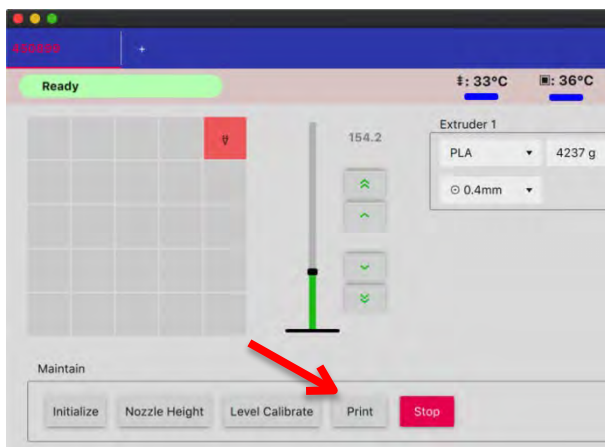 +
Ready
: 33°C
: 36°C
154.2
Extruder 1
PLA
4237 g
0.4mm
Maintain
Initialize
Nozzle Height
Level Calibrate
Print
Stop